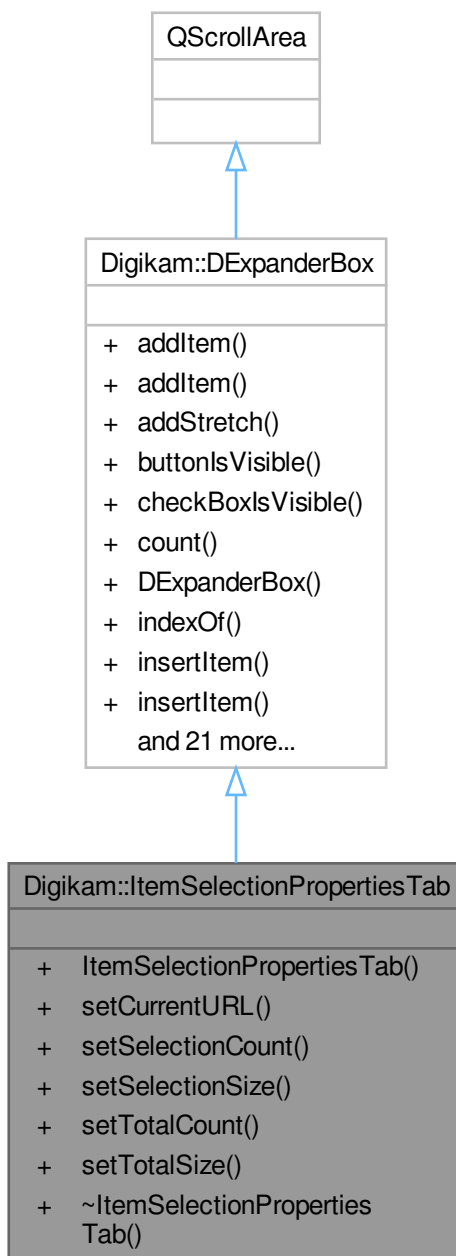 QScrollArea
Digikam::DExpanderBox
+ addItem()
+ addItem()
+ addStretch()
+ buttonIsVisible()
+ checkBoxIsVisible()
+ count()
+ DExpanderBox()
+ indexOf()
+ insertItem()
+ insertItem()
and 21 more...
Digikam::ItemSelectionPropertiesTab
+ ItemSelectionPropertiesTab()
+ setCurrentURL()
+ setSelectionCount()
+ setSelectionSize()
+ setTotalCount()
+ setTotalSize()
+ ~ItemSelectionProperties
Tab()